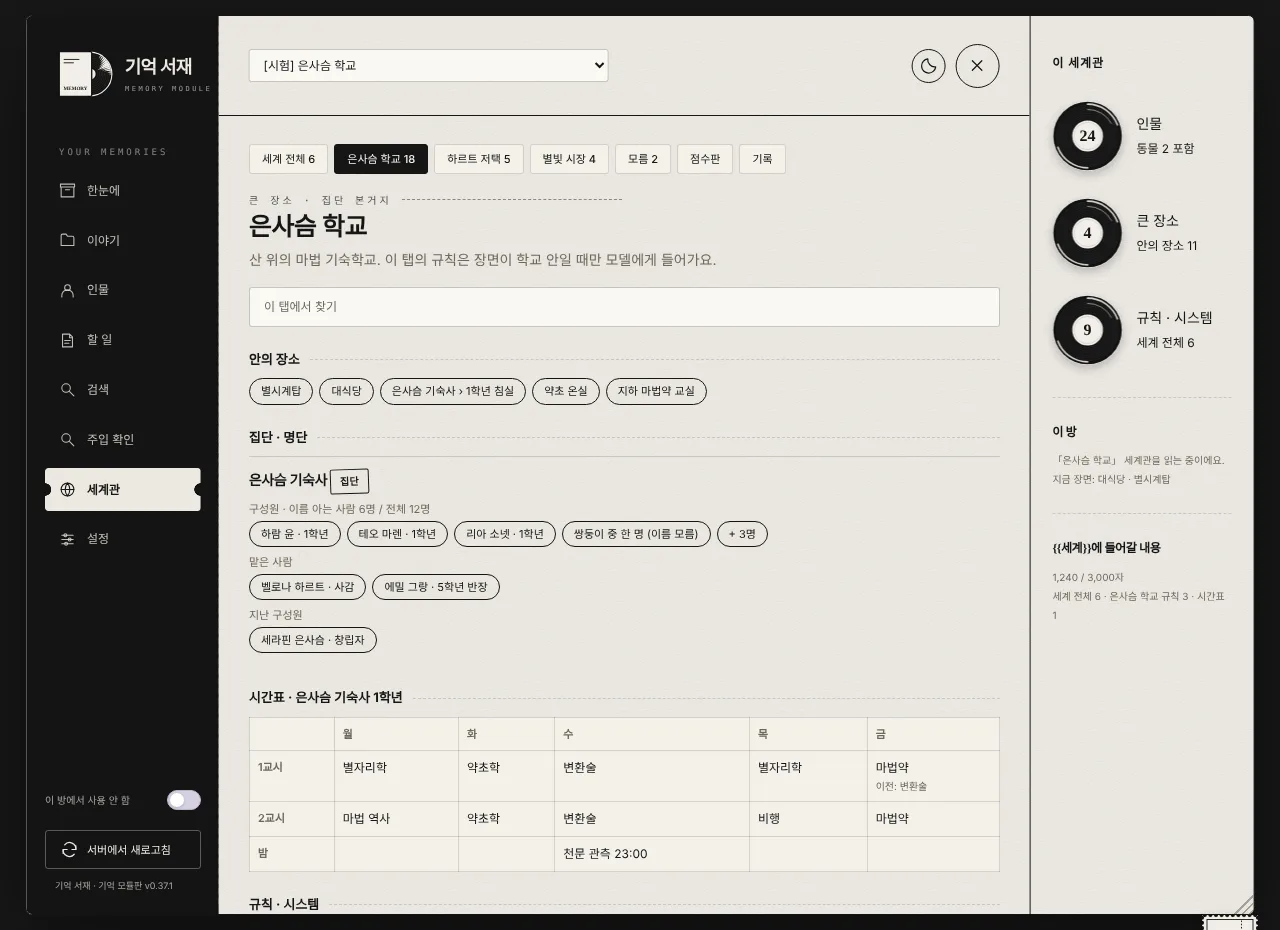 기억 서재
MEMORY
MEMORY MODULE
YOUR MEMORIES
한눈에
이야기
인물
할 일
검색
주입 확인
세계관
설정
이 방에서 사용 안 함
서버에서 새로고침
기억 서재 · 기억 모듈판 v0.37.1
[시험] 은사슴 학교
세계 전체 6
은사슴 학교 18
하르트 저택 5
별빛 시장 4
모름 2
점수판
기록
큰 장소 · 집단 본거지
은사슴 학교
산 위의 마법 기숙학교. 이 탭의 규칙은 장면이 학교 안일 때만 모델에게 들어가요.
이 탭에서 찾기
안의 장소
별시계탑
대식당
은사슴 기숙사 › 1학년 침실
약초 온실
지하 마법약 교실
집단 · 명단
은사슴 기숙사 집단
구성원 · 이름 아는 사람 6명 / 전체 12명
하람 윤 · 1학년
테오 마렌 · 1학년
리아 소넷 · 1학년
쌍둥이 중 한 명 (이름 모름)
+ 3명
맡은 사람
벨로나 하르트 · 사감
에밀 그랑 · 5학년 반장
지난 구성원
세라핀 은사슴 · 창립자
시간표 · 은사슴 기숙사 1학년
월 화 수 목 금
1교시 별자리학 약초학 변환술 별자리학 마법약
이전: 변환술
2교시 마법 역사 약초학 변환술 비행 마법약
밤 천문 관측 23:00
규칙 · 시스템
이 세계관
24
인물
동물 2 포함
4
큰 장소
안의 장소 11
9
규칙 · 시스템
세계 전체 6
이 방
「은사슴 학교」 세계관을 읽는 중이에요.
지금 장면: 대식당 · 별시계탑
{{세계}}에 들어갈 내용
1,240 / 3,000자
세계 전체 6 · 은사슴 학교 규칙 3 · 시간표
1